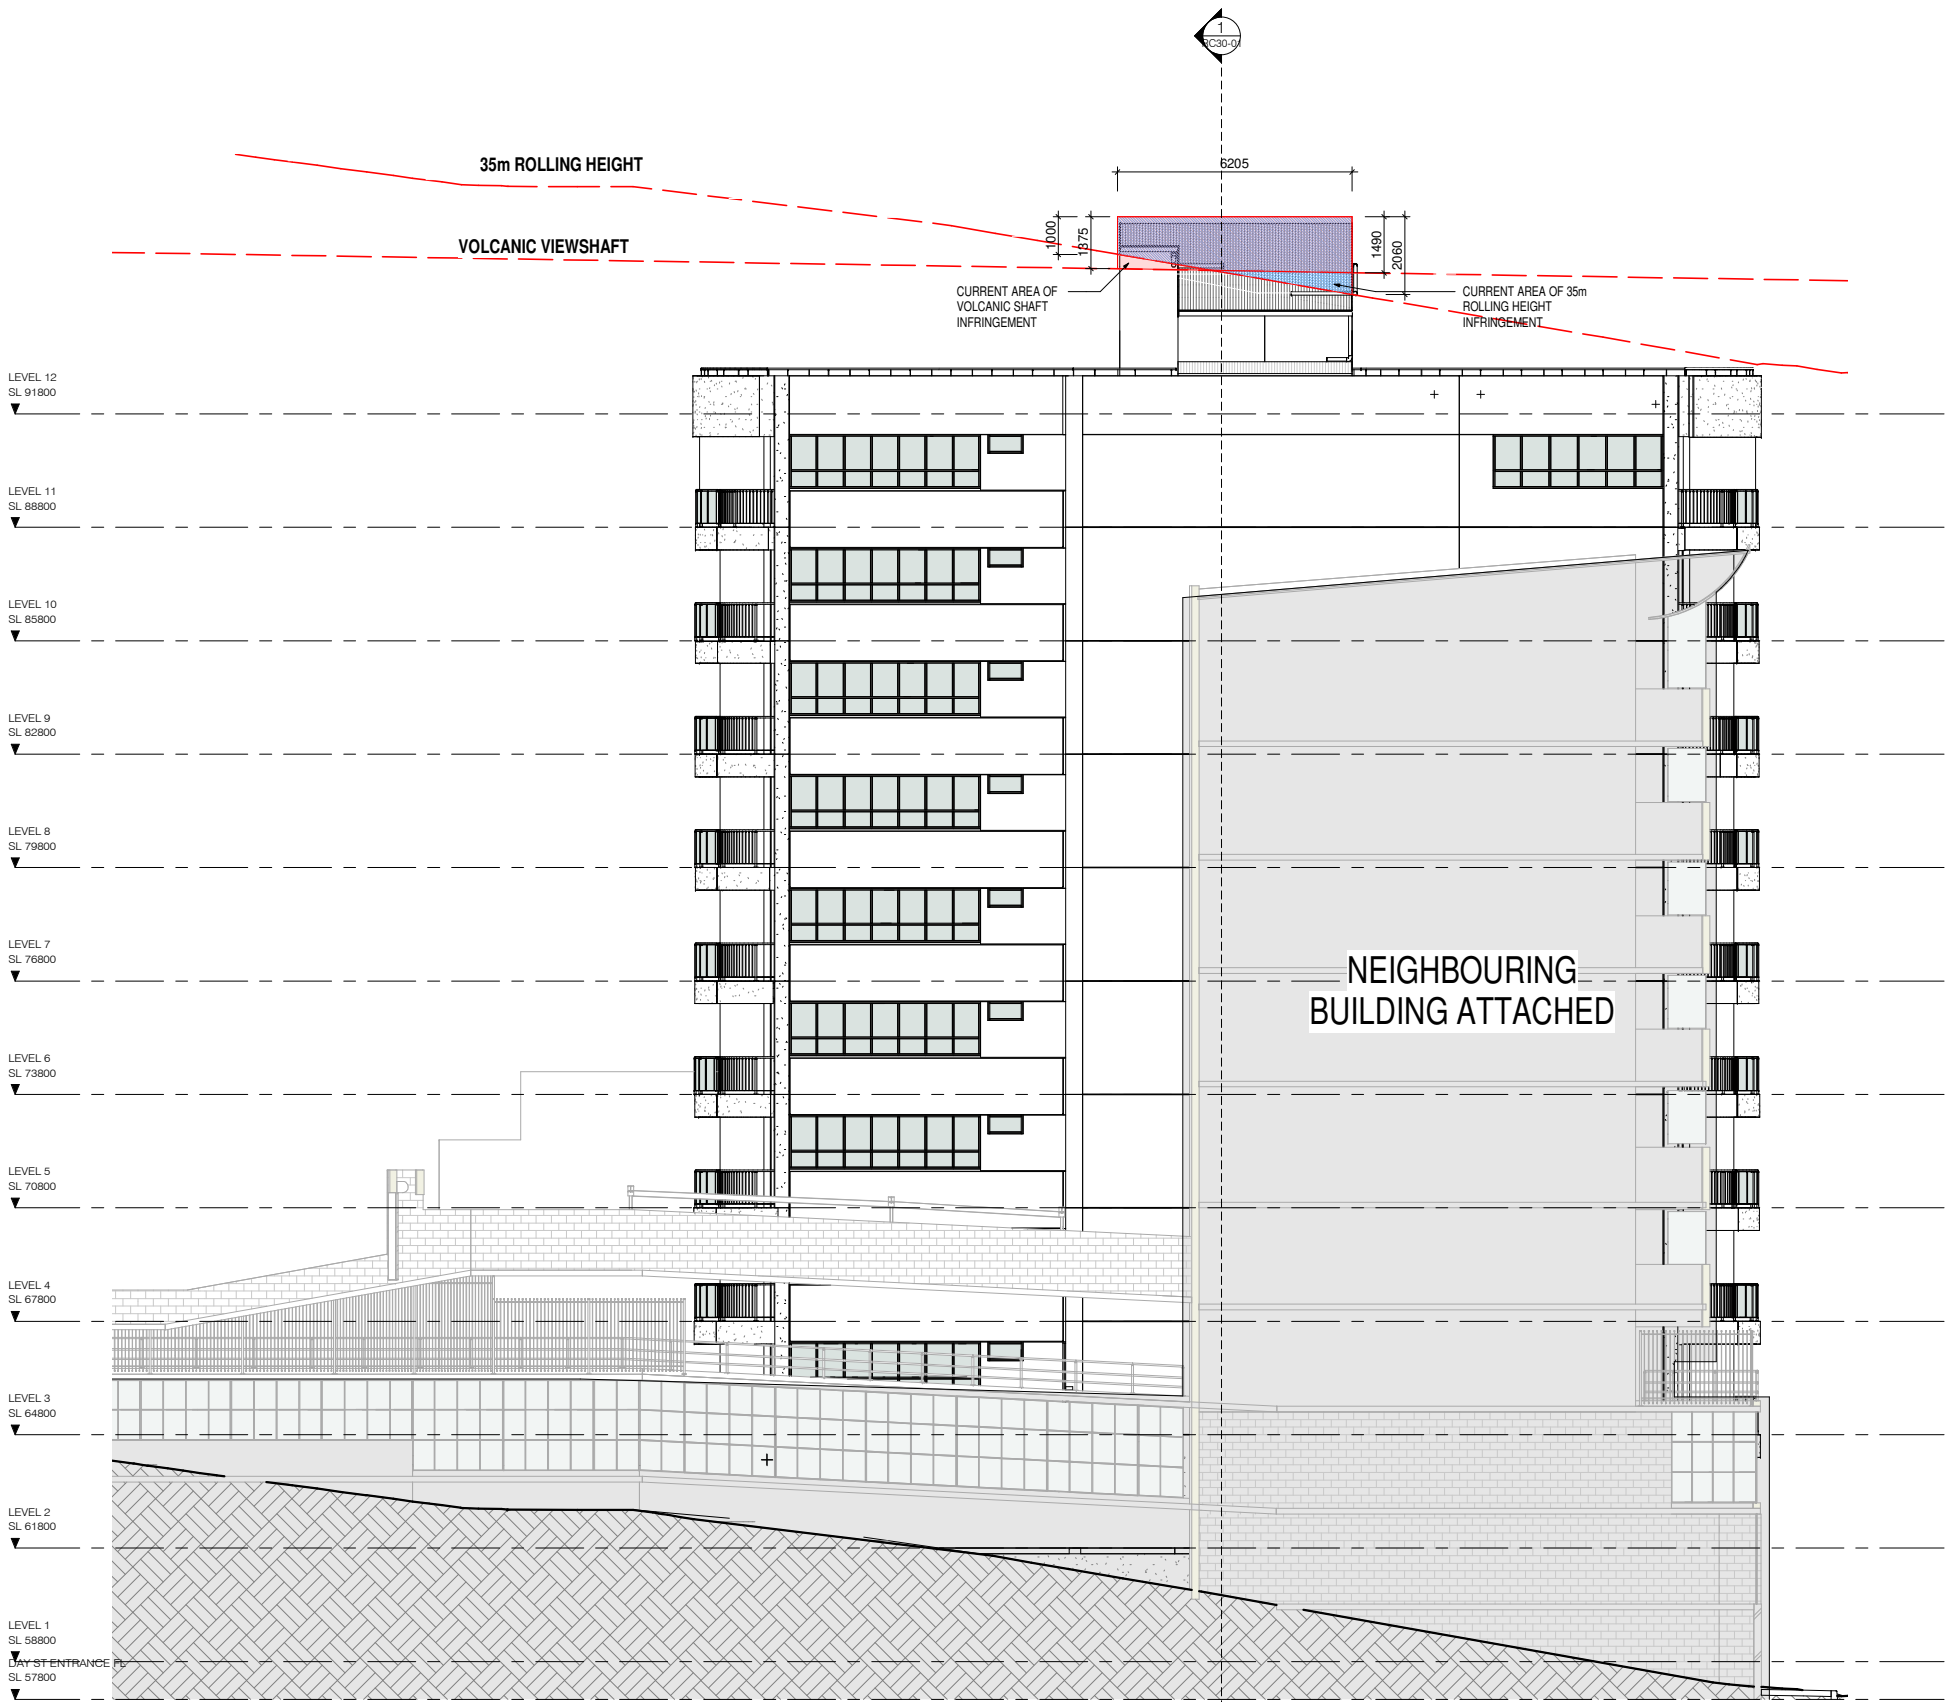 1
RC30-01
35m ROLLING HEIGHT
6205
VOLCANIC VIEWSHAFT
1000
1375
1490
2060
CURRENT AREA OF
VOLCANIC SHAFT
INFRINGEMENT
CURRENT AREA OF 35m
ROLLING HEIGHT
INFRINGEMENT
LEVEL 12
SL 91800
LEVEL 11
SL 88800
LEVEL 10
SL 85800
LEVEL 9
SL 82800
LEVEL 8
SL 79800
LEVEL 7
SL 76800
NEIGHBOURING
BUILDING ATTACHED
LEVEL 6
SL 73800
LEVEL 5
SL 70800
LEVEL 4
SL 67800
LEVEL 3
SL 64800
LEVEL 2
SL 61800
LEVEL 1
SL 58800
DAY ST ENTRANCE FL
SL 57800